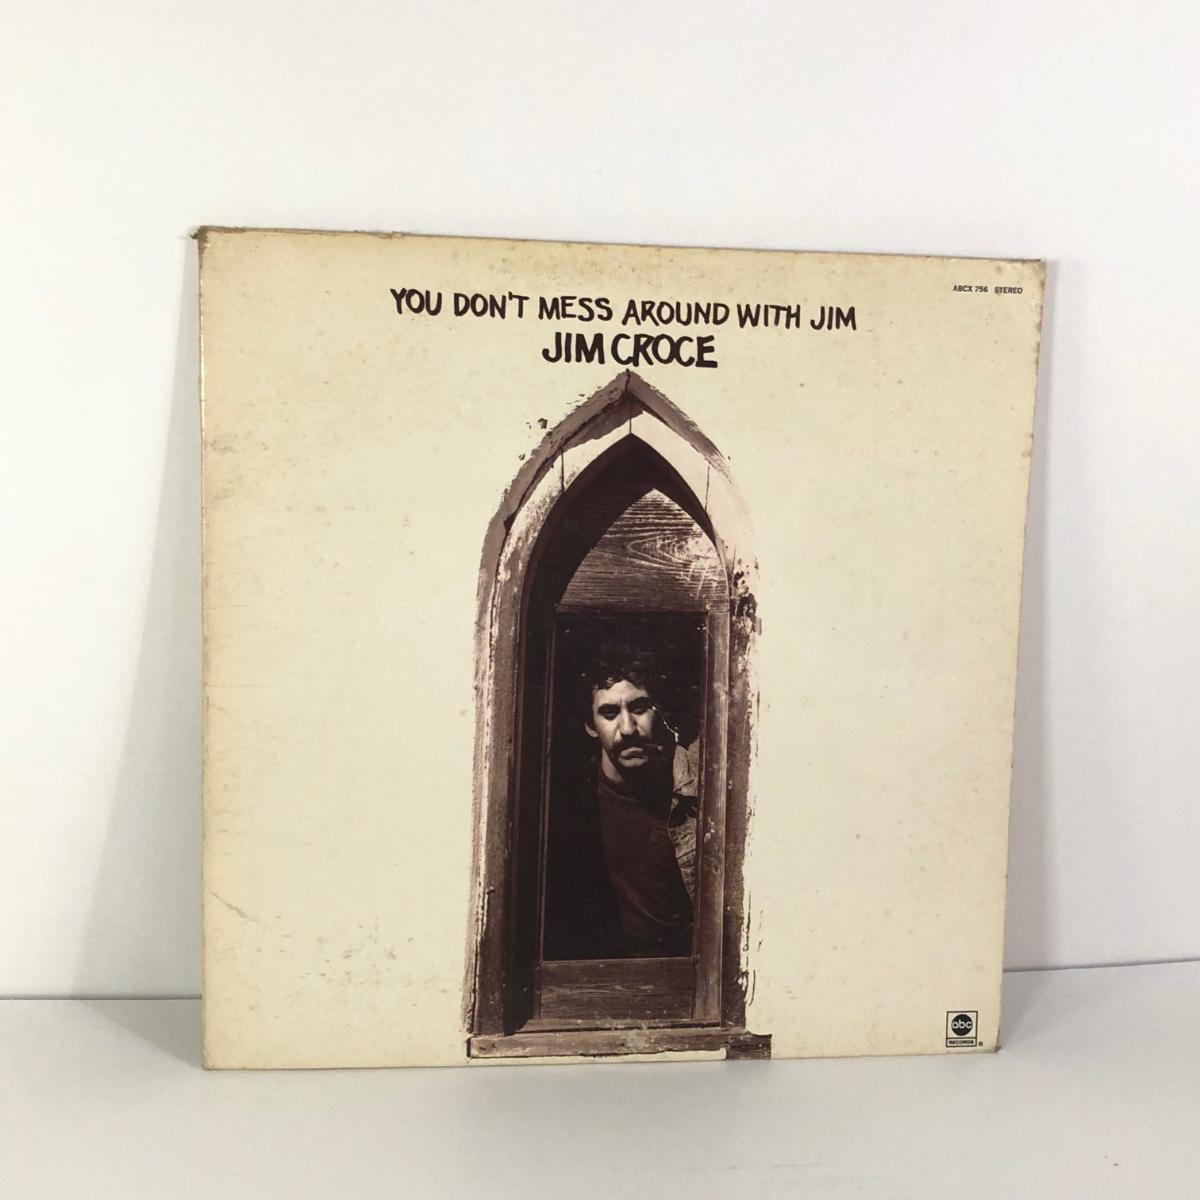 ABCX 756 STEREO
YOU DON'T MESS AROUND WITH JIM
JIM CROCE
abc
RECORDS ®